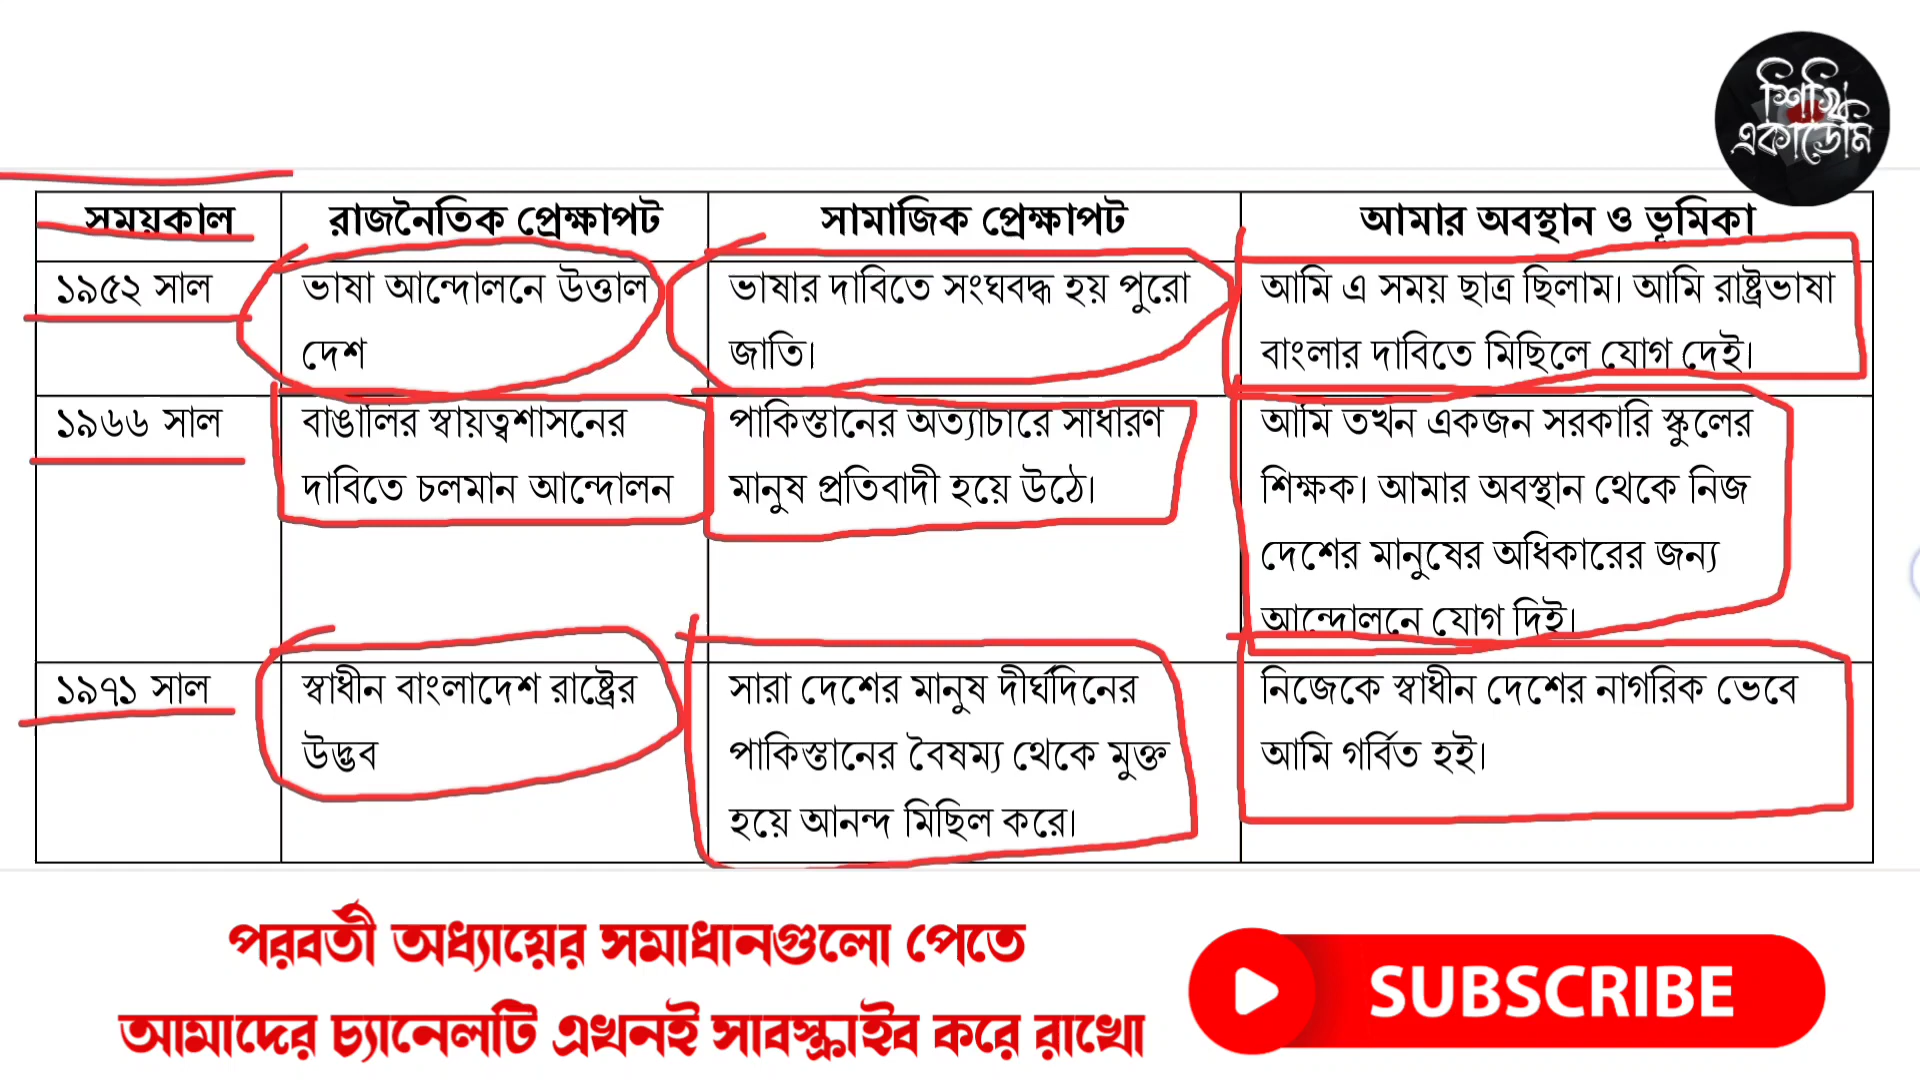 শিখি
একাডেমি
সময়কাল রাজনৈতিক প্রেক্ষাপট সামাজিক প্রেক্ষাপট আমার অবস্থান ও ভূমিকা
১৯৫২ সাল
ভাষা আন্দোলনে উত্তাল
দেশ
ভাষার দাবিতে সংঘবদ্ধ হয় পুরো
জাতি।
আমি এ সময় ছাত্র ছিলাম। আমি রাষ্ট্রভাষা
বাংলার দাবিতে মিছিলে যোগ দেই।
১৯৬৬ সাল
বাঙালির স্বায়ত্বশাসনের
দাবিতে চলমান আন্দোলন
পাকিস্তানের অত্যাচারে সাধারণ
মানুষ প্রতিবাদী হয়ে উঠে।
আমি তখন একজন সরকারি স্কুলের
শিক্ষক। আমার অবস্থান থেকে নিজ
দেশের মানুষের অধিকারের জন্য
আন্দোলনে যোগ দিই।
১৯৭১ সাল
স্বাধীন বাংলাদেশ রাষ্ট্রের
উদ্ভব
সারা দেশের মানুষ দীর্ঘদিনের
পাকিস্তানের বৈষম্য থেকে মুক্ত
হয়ে আনন্দ মিছিল করে।
নিজেকে স্বাধীন দেশের নাগরিক ভেবে
আমি গর্বিত হই।
পরবর্তী অধ্যায়ের সমাধানগুলো পেতে
আমাদের চ্যানেলটি এখনই সাবস্ক্রাইব করে রাখো
SUBSCRIBE